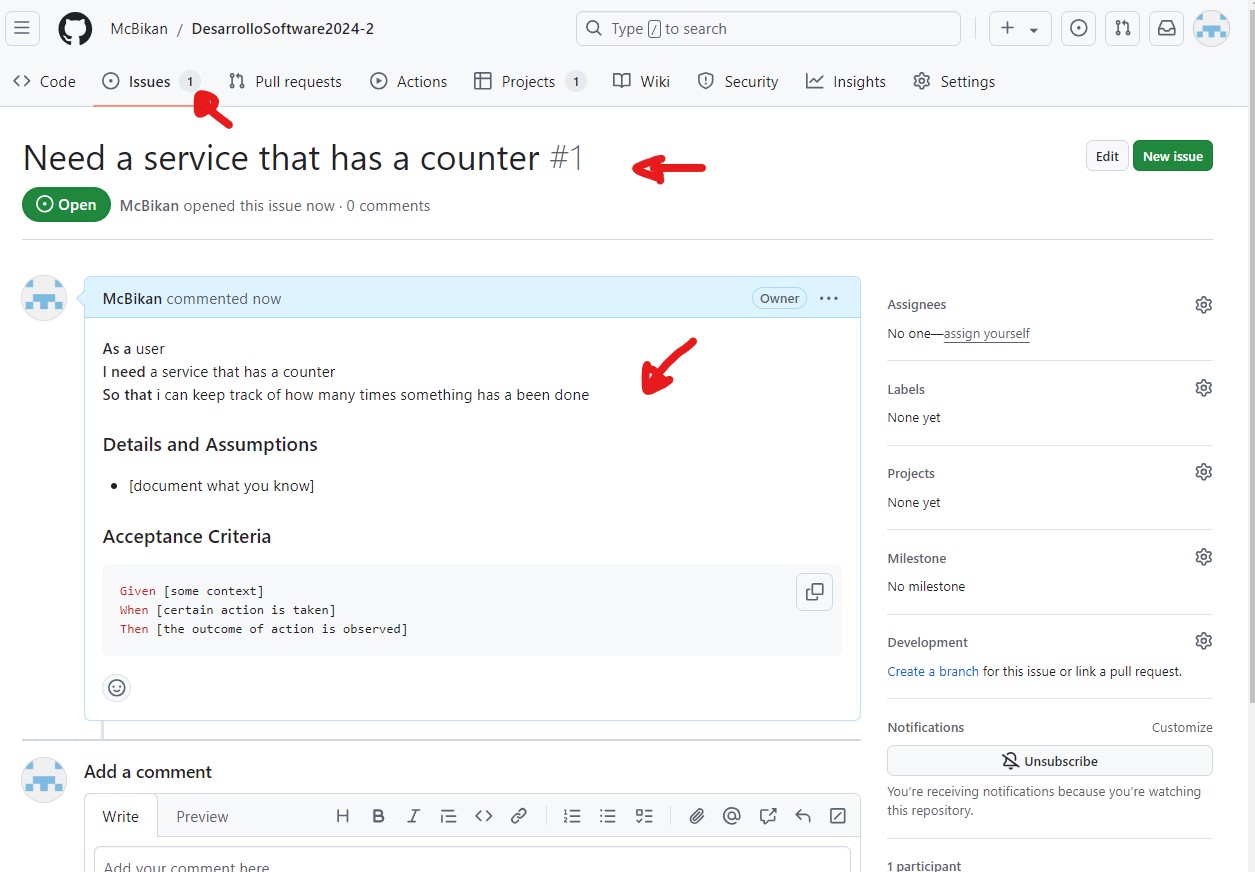 McBikan / DesarrolloSoftware2024-2
Type / to search
Code Issues 1 Pull requests Actions Projects 1 Wiki Security Insights Settings
Need a service that has a counter #1
Edit New issue
Open McBikan opened this issue now · 0 comments
McBikan commented now Owner
As a user
I need a service that has a counter
So that i can keep track of how many times something has a been done
Details and Assumptions
• [document what you know]
Acceptance Criteria
Given [some context]
When [certain action is taken]
Then [the outcome of action is observed]
Add a comment
Write Preview
Add your comment here
Assignees
No one—assign yourself
Labels
None yet
Projects
None yet
Milestone
No milestone
Development
Create a branch for this issue or link a pull request.
Notifications Customize
Unsubscribe
You're receiving notifications because you're watching
this repository.
1 participant